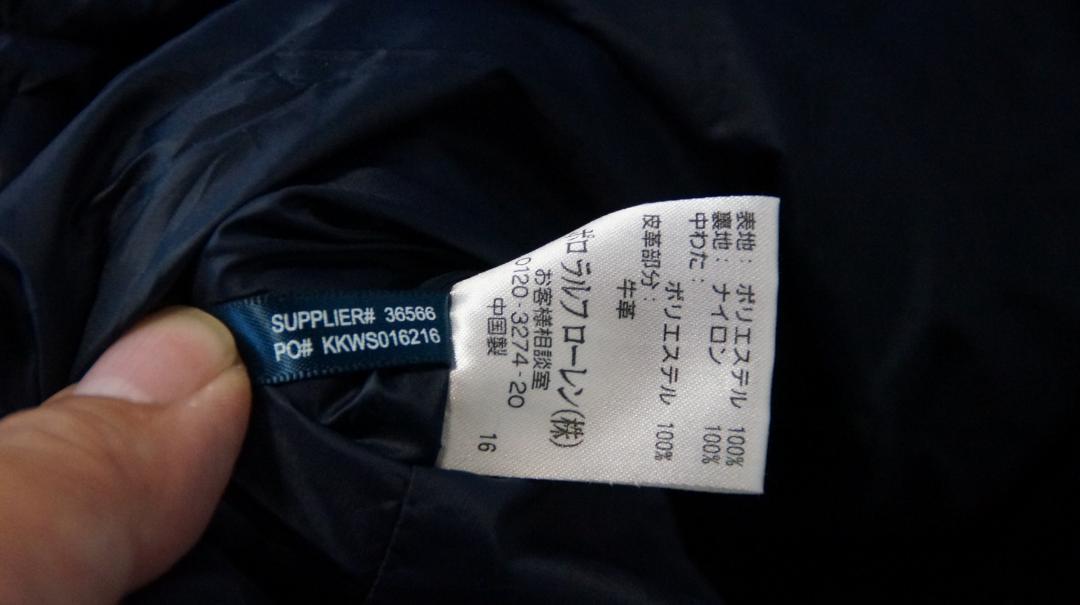 SUPPLIER# 36566
PO# KKWS016216
表地: ポリエステル 100%
裏地: ナイロン 100%
中わた:
ポリエステル 100%
皮革部分:
牛革
ポロ ラルフ ローレン(株)
お客様相談室
0120-3274-20
中国製
16